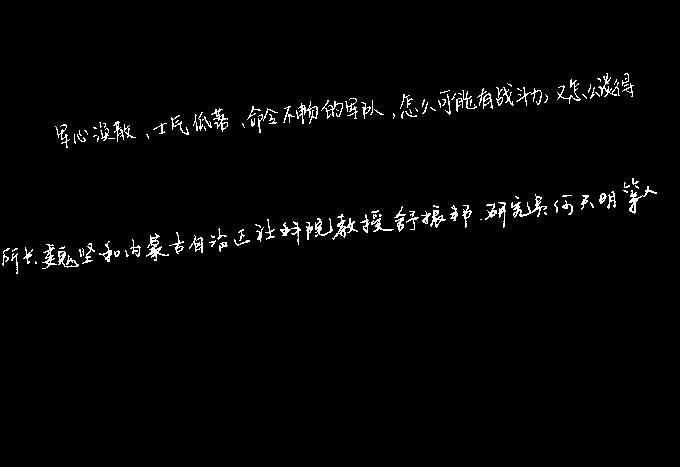 军心涣散、士气低落、命令不畅的军队,怎么可能有战斗力,又怎么谈得
所长魏坚和内蒙古自治区社科院教授舒振邦、研究员何天明等人